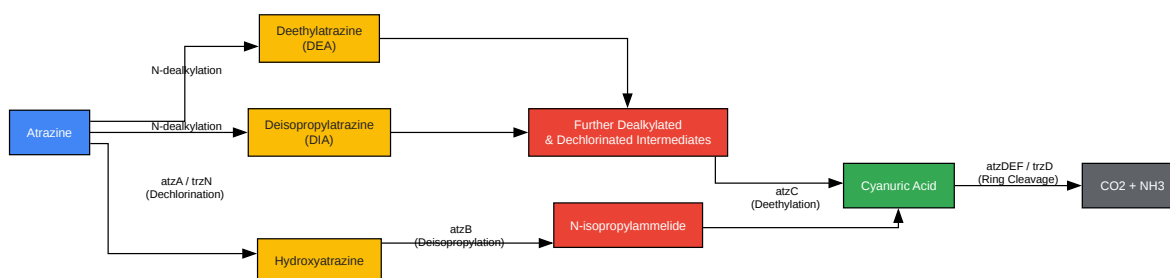 Deethylatrazine
(DEA)
N-dealkylation
Atrazine
N-dealkylation
Deisopropylatrazine
(DIA)
Further Dealkylated
& Dechlorinated Intermediates
atzA / trzN
(Dechlorination)
atzC
(Deethylation)
Cyanuric Acid
atzDEF / trzD
(Ring Cleavage)
CO2 + NH3
Hydroxyatrazine
atzB
(Deisopropylation)
N-isopropylammelide